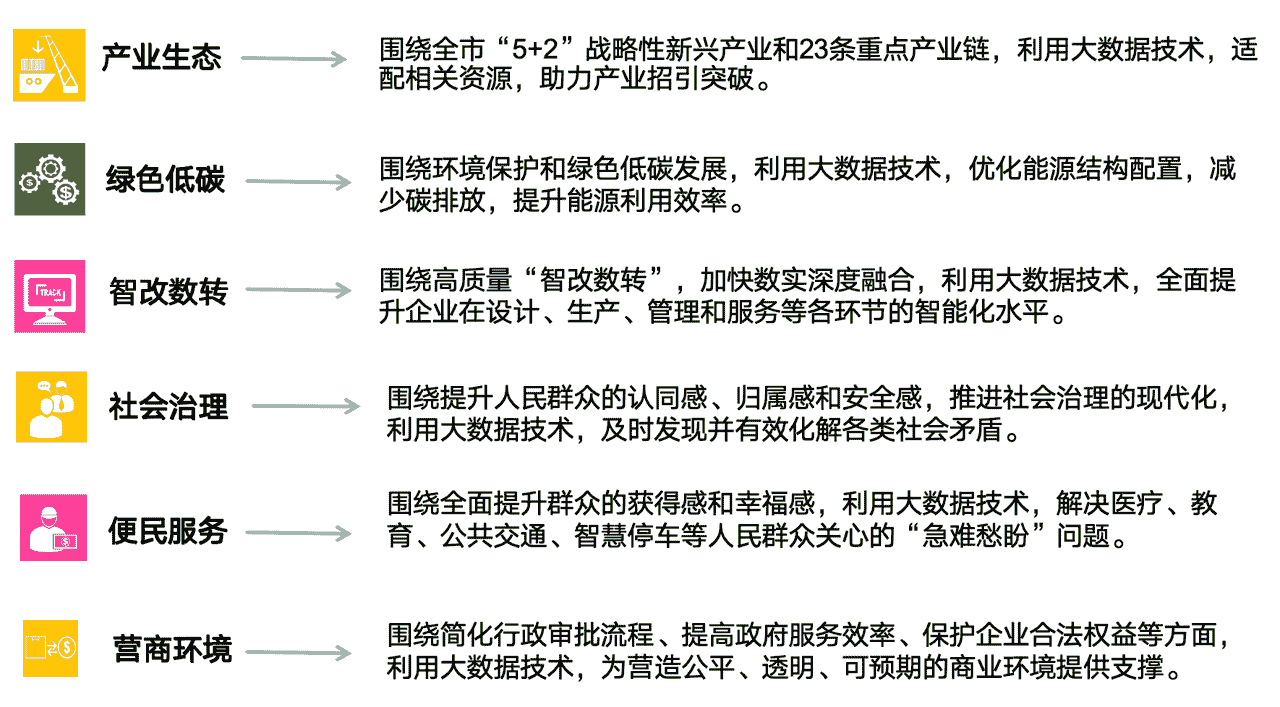 产业生态
围绕全市“5+2”战略性新兴产业和23条重点产业链，利用大数据技术，适
配相关资源，助力产业招引突破。
绿色低碳
围绕环境保护和绿色低碳发展，利用大数据技术，优化能源结构配置，减
少碳排放，提升能源利用效率。
TRACK
智改数转
围绕高质量“智改数转”，加快数实深度融合，利用大数据技术，全面提
升企业在设计、生产、管理和服务等各环节的智能化水平。
社会治理
围绕提升人民群众的认同感、归属感和安全感，推进社会治理的现代化，
利用大数据技术，及时发现并有效化解各类社会矛盾。
便民服务
围绕全面提升群众的获得感和幸福感，利用大数据技术，解决医疗、教
育、公共交通、智慧停车等人民群众关心的“急难愁盼”问题。
营商环境
围绕简化行政审批流程、提高政府服务效率、保护企业合法权益等方面，
利用大数据技术，为营造公平、透明、可预期的商业环境提供支撑。